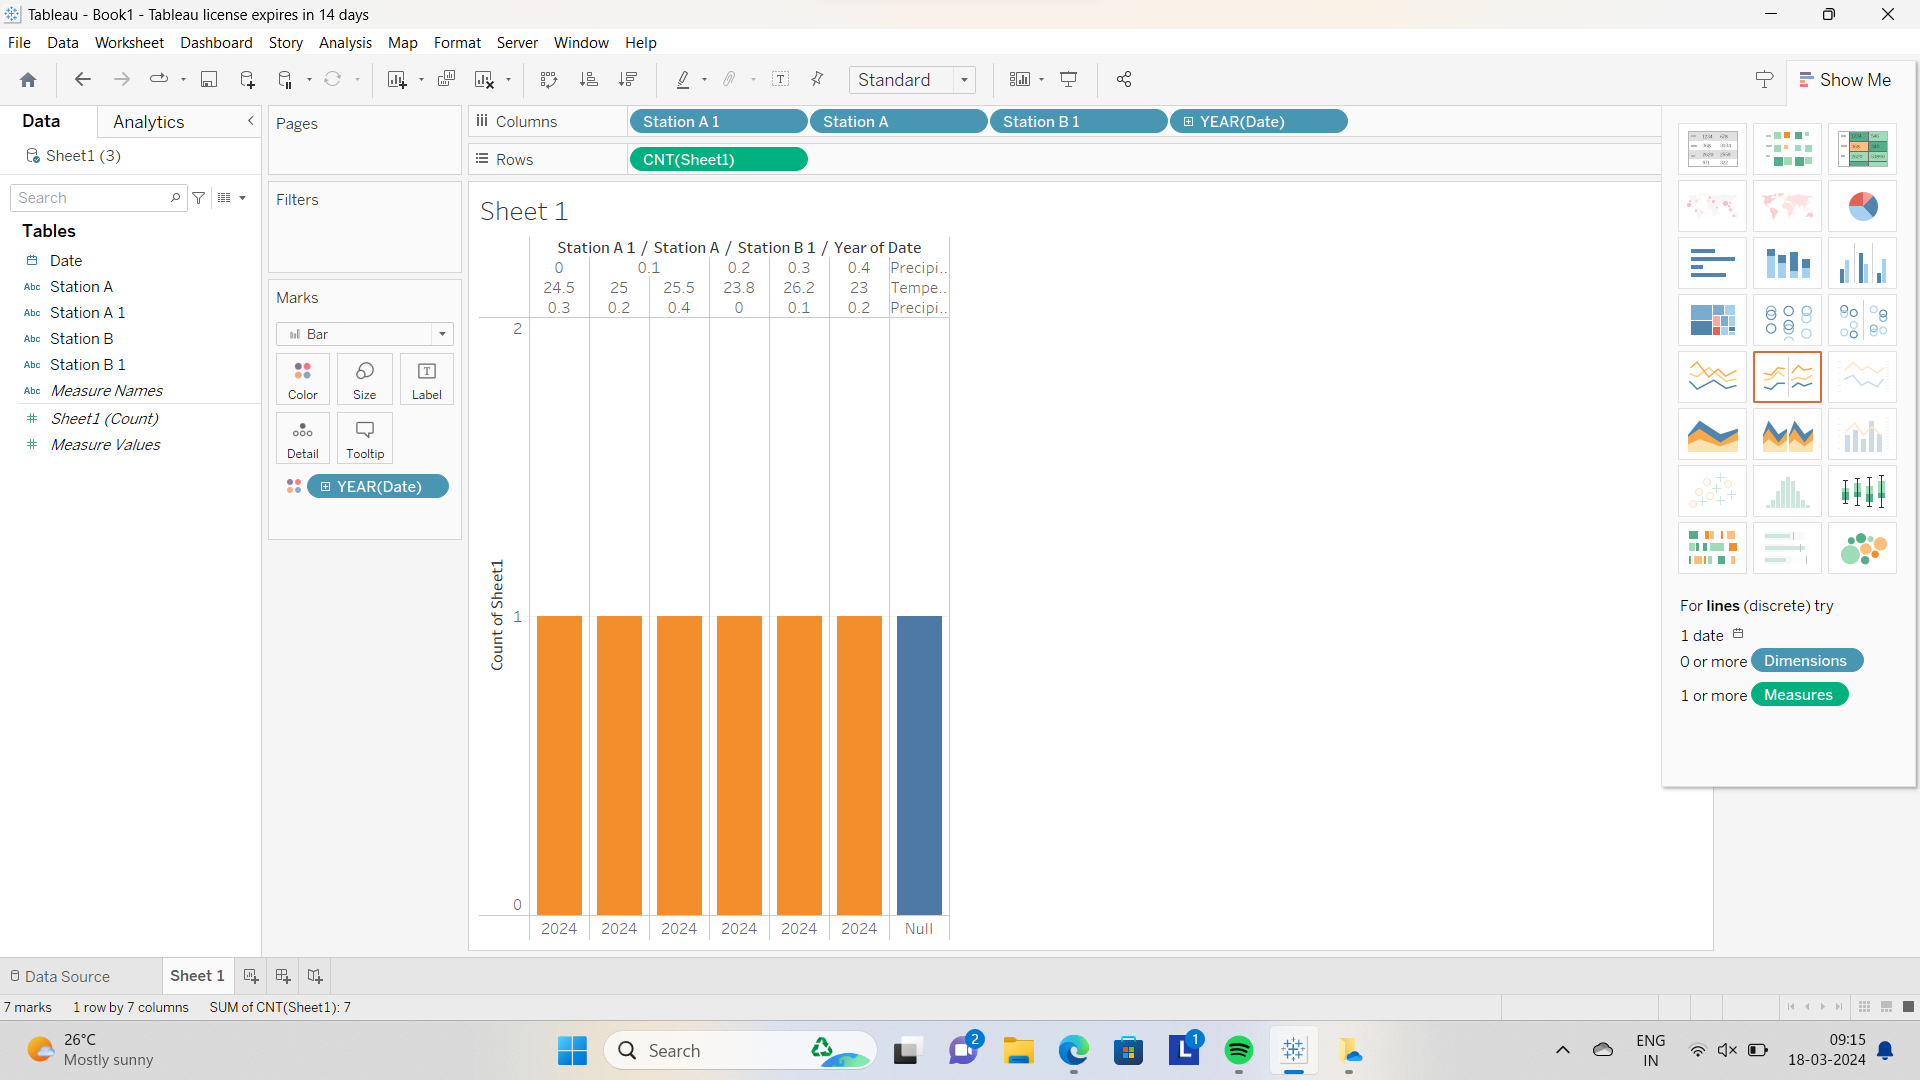 Tableau - Book1 - Tableau license expires in 14 days
File Data Worksheet Dashboard Story Analysis Map Format Server Window Help
Standard
Show Me
Data Analytics
Sheet1 (3)
Search
Tables
Date
Abc Station A
Abc Station A 1
Abc Station B
Abc Station B 1
Abc Measure Names
Sheet1 (Count)
Measure Values
Pages
Filters
Marks
Bar
Color Size Label
Detail Tooltip
YEAR(Date)
Columns Station A 1 Station A Station B 1 YEAR(Date)
Rows CNT(Sheet1)
Sheet 1
Station A 1 / Station A / Station B 1 / Year of Date
0 0.1 0.2 0.3 0.4 Precipi..
24.5 25 25.5 23.8 26.2 23 Tempe..
0.3 0.2 0.4 0 0.1 0.2 Precipi..
2
1
0
Count of Sheet1
2024 2024 2024 2024 2024 2024 Null
For lines (discrete) try
1 date
0 or more Dimensions
1 or more Measures
Data Source Sheet 1
7 marks 1 row by 7 columns SUM of CNT(Sheet1): 7
26°C
Mostly sunny
Search
2
L 1
ENG
IN
09:15
18-03-2024